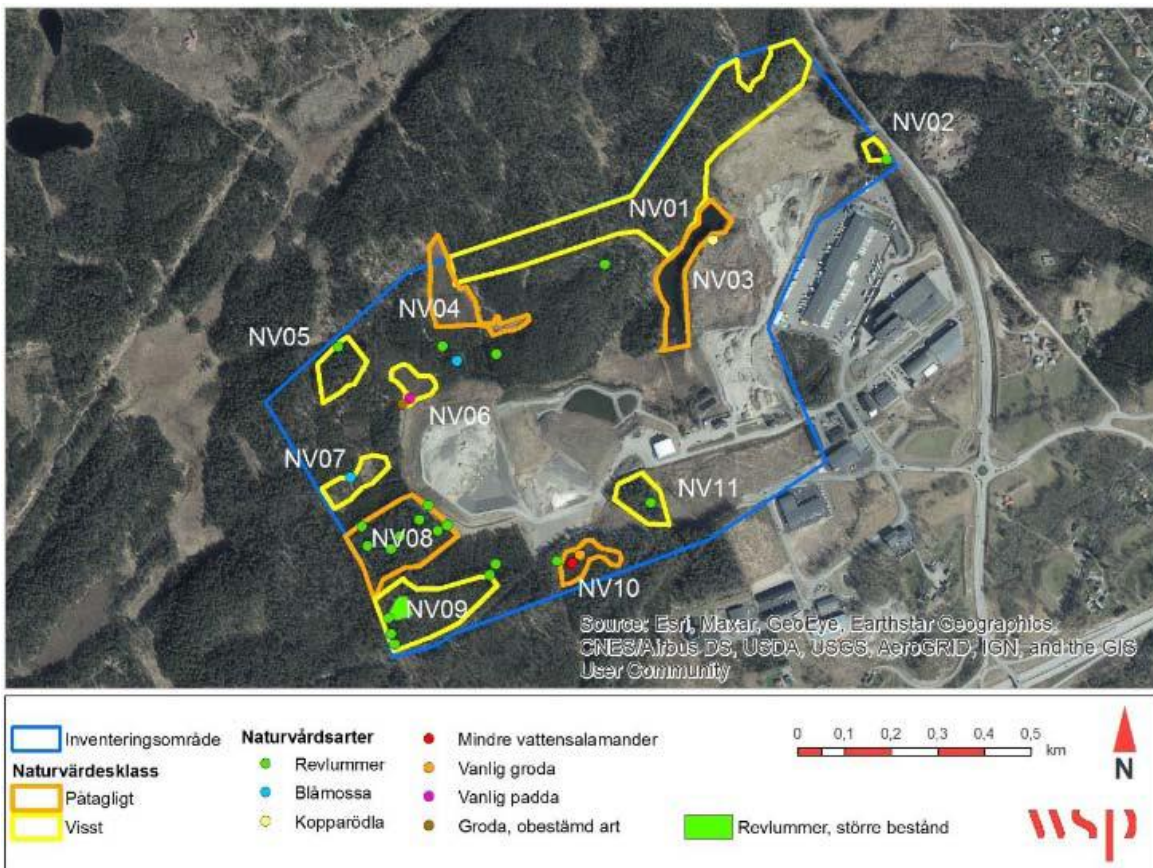 NV02
NV01
NV03
NV04
NV05
NV06
NV07
NV11
NV08
NV10
NV09
Source: Esri, Maxar, GeoEye, Earthstar Geographics,
CNES/Airbus DS, USDA, USGS, AeroGRID, IGN, and the GIS
User Community
Inventeringsområde
Naturvärdesklass
Påtagligt
Visst
Naturvårdsarter
Revlummer
Blåmossa
Kopparödla
Mindre vattensalamander
Vanlig groda
Vanlig padda
Groda, obestämd art
Revlummer, större bestånd
0 0,1 0,2 0,3 0,4 0,5
km
N
wsp